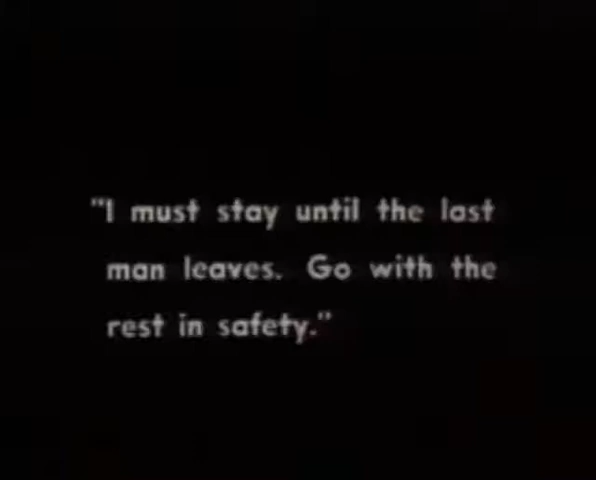 "I must stay until the last
man leaves. Go with the
rest in safety."